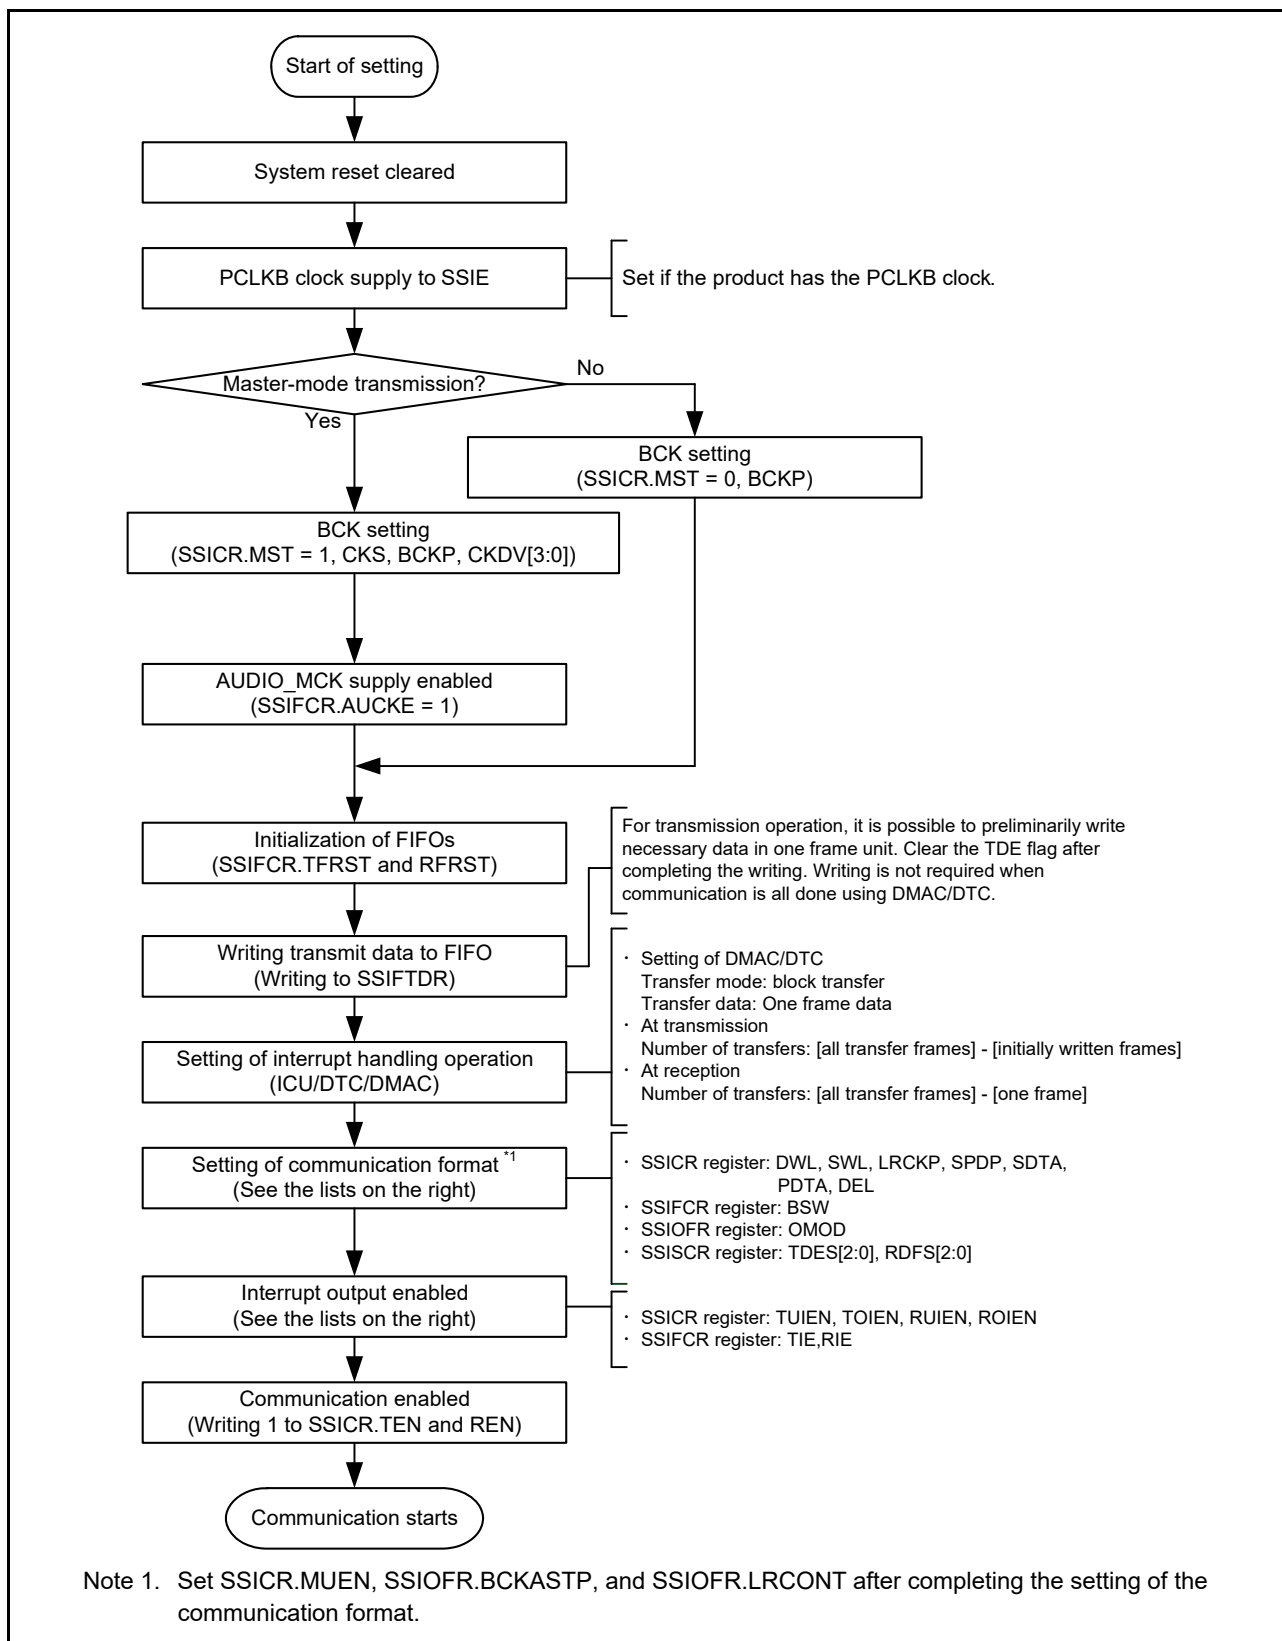 Start of setting
System reset cleared
PCLKB clock supply to SSIE
Set if the product has the PCLKB clock.
Master-mode transmission?
No
Yes
BCK setting
(SSICR.MST = 0, BCKP)
BCK setting
(SSICR.MST = 1, CKS, BCKP, CKDV[3:0])
AUDIO_MCK supply enabled
(SSIFCR.AUCKE = 1)
Initialization of FIFOs
(SSIFCR.TFRST and RFRST)
For transmission operation, it is possible to preliminarily write
necessary data in one frame unit. Clear the TDE flag after
completing the writing. Writing is not required when
communication is all done using DMAC/DTC.
Writing transmit data to FIFO
(Writing to SSIFTDR)
· Setting of DMAC/DTC
Transfer mode: block transfer
Transfer data: One frame data
· At transmission
Number of transfers: [all transfer frames] - [initially written frames]
· At reception
Number of transfers: [all transfer frames] - [one frame]
Setting of interrupt handling operation
(ICU/DTC/DMAC)
Setting of communication format *1
(See the lists on the right)
· SSICR register: DWL, SWL, LRCKP, SPDP, SDTA,
PDTA, DEL
· SSIFCR register: BSW
· SSIOFR register: OMOD
· SSISCR register: TDES[2:0], RDFS[2:0]
Interrupt output enabled
(See the lists on the right)
· SSICR register: TUIEN, TOIEN, RUIEN, ROIEN
· SSIFCR register: TIE,RIE
Communication enabled
(Writing 1 to SSICR.TEN and REN)
Communication starts
Note 1. Set SSICR.MUEN, SSIOFR.BCKASTP, and SSIOFR.LRCONT after completing the setting of the
communication format.